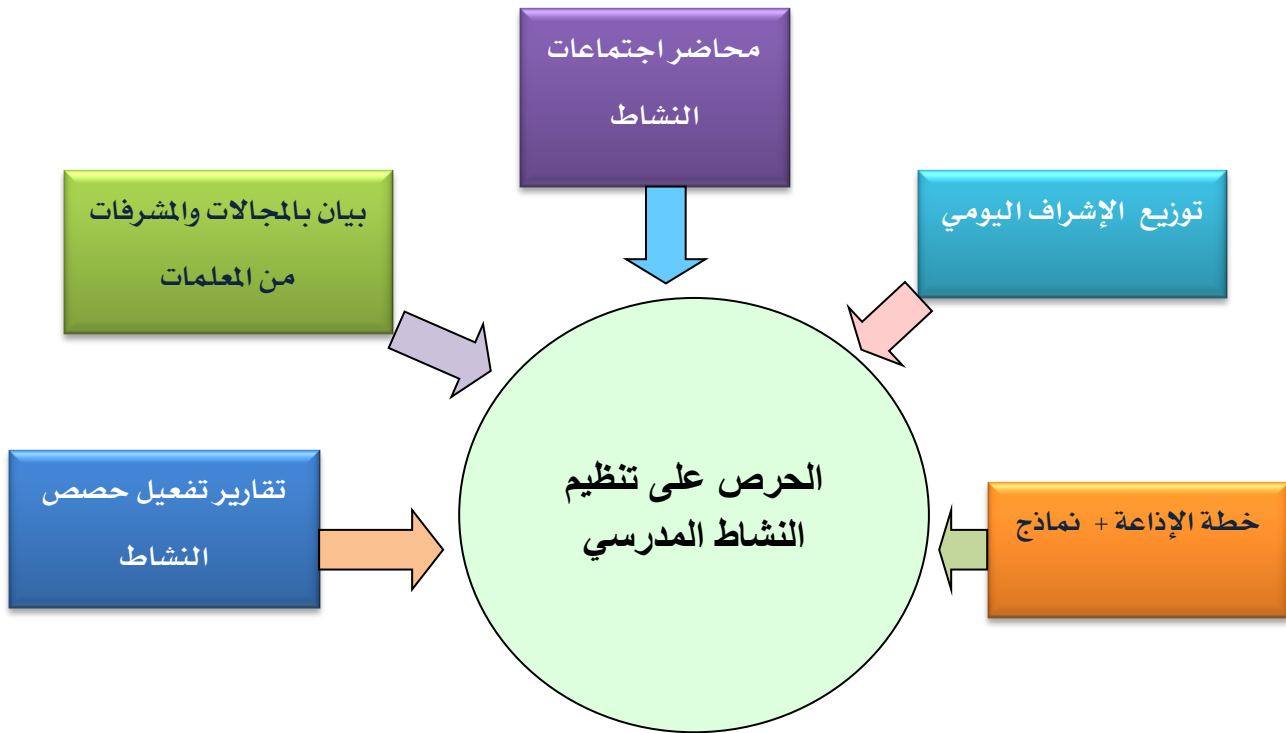 محاضر اجتماعات
النشاط
توزيع الإشراف اليومي
بيان بالمجالات والمشرفات
من المعلمات
الحرص على تنظيم
النشاط المدرسي
خطة الإذاعة + نماذج
تقارير تفعيل حصص
النشاط